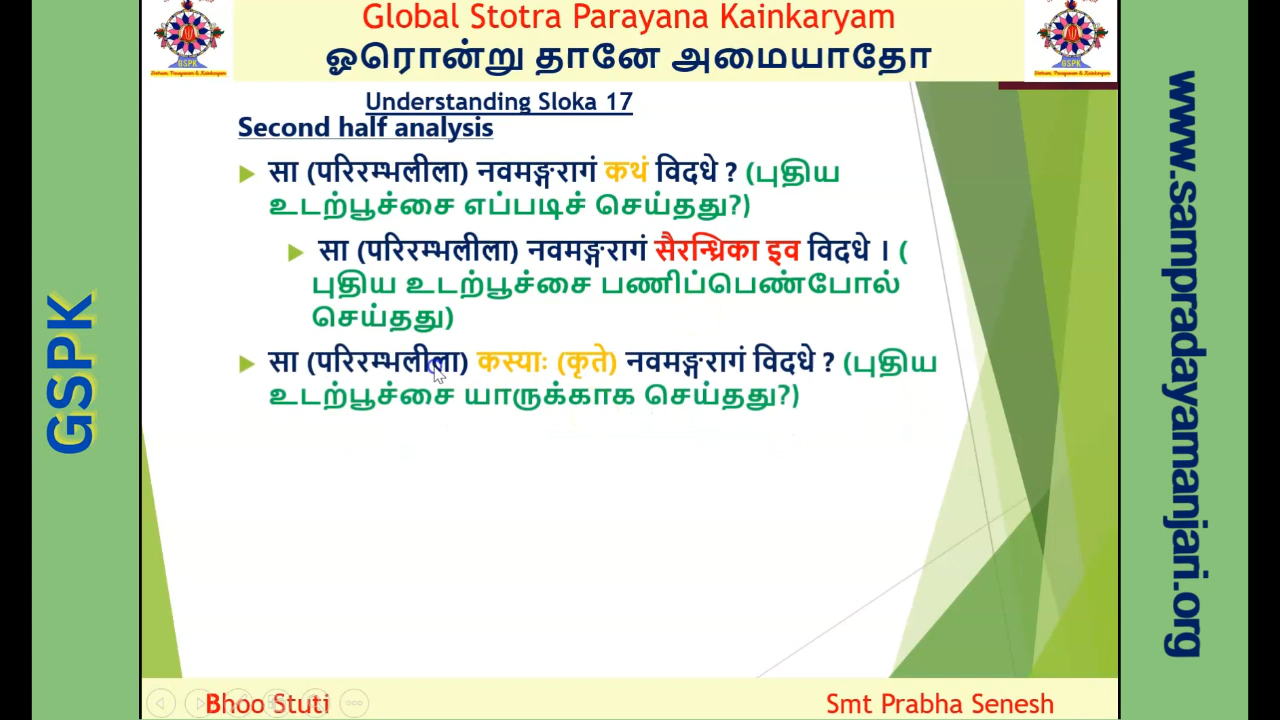 Global Stotra Parayana Kainkaryam
ஓரொன்று தானே அமையாதோ
Understanding Sloka 17
Second half analysis
सा (परिरम्भलीला) नवमङ्गरागं कथं विदधे ? (புதிய
உடற்பூச்சை எப்படிச் செய்தது?)
सा (परिरम्भलीला) नवमङ्गरागं सैरन्ध्रिका इव विदधे । (
புதிய உடற்பூச்சை பணிப்பெண்போல்
செய்தது)
सा (परिरम्भलीला) कस्याः (कृते) नवमङ्गरागं विदधे ? (புதிய
உடற்பூச்சை யாருக்காக செய்தது?)
Bhoo Stuti
Smt Prabha Senesh
GSPK
www.sampradayamanjari.org
GSPK
GSPK